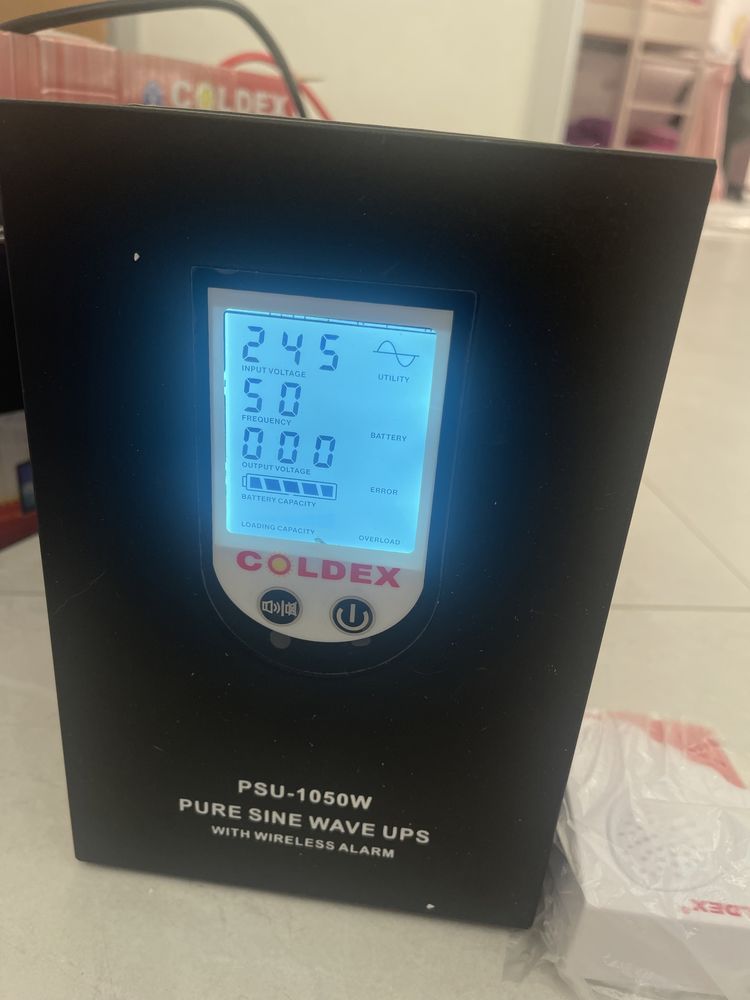 COLDEX
245
INPUT VOLTAGE
UTILITY
50
FREQUENCY
BATTERY
000
OUTPUT VOLTAGE
BATTERY CAPACITY
ERROR
LOADING CAPACITY
OVERLOAD
COLDEX
PSU-1050W
PURE SINE WAVE UPS
WITH WIRELESS ALARM
LDEX